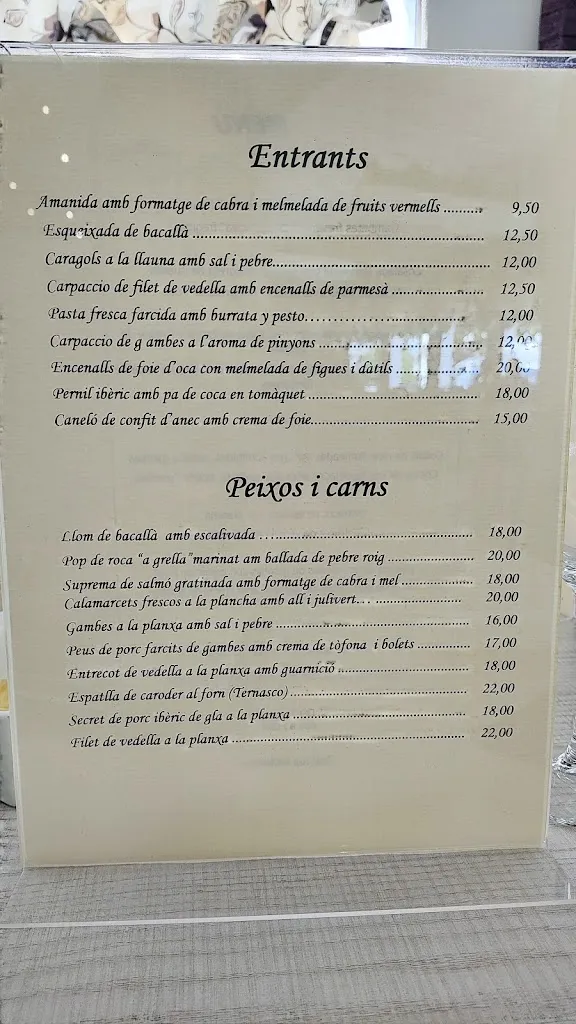 Entrants
Amanida amb formatge de cabra i melmelada de fruits vermells .......... 9,50
Esqueixada de bacallà .......... 12,50
Caragols a la llauna amb sal i pebre.......... 12,00
Carpaccio de filet de vedella amb encenalls de parmesà .......... 12,50
Pasta fresca farcida amb burrata y pesto.......... 12,00
Carpaccio de g ambes a l'aroma de pinyons .......... 12,00
Encenalls de foie d'oca con melmelada de figues i dàtils .......... 20,00
Pernil ibèric amb pa de coca en tomàquet .......... 18,00
Caneló de confit d'anec amb crema de foie.......... 15,00
Peixos i carns
Llom de bacallà amb escalivada .......... 18,00
Pop de roca "a grella"marinat am ballada de pebre roig .......... 20,00
Suprema de salmó gratinada amb formatge de cabra i mel .......... 18,00
Calamarcets frescos a la plancha amb all i julivert.......... 20,00
Gambes a la planxa amb sal i pebre .......... 16,00
Peus de porc farcits de gambes amb crema de tòfona i bolets .......... 17,00
Entrecot de vedella a la planxa amb guarnició .......... 18,00
Espatlla de caroder al forn (Ternasco) .......... 22,00
Secret de porc ibèric de gla a la planxa .......... 18,00
Filet de vedella a la planxa .......... 22,00